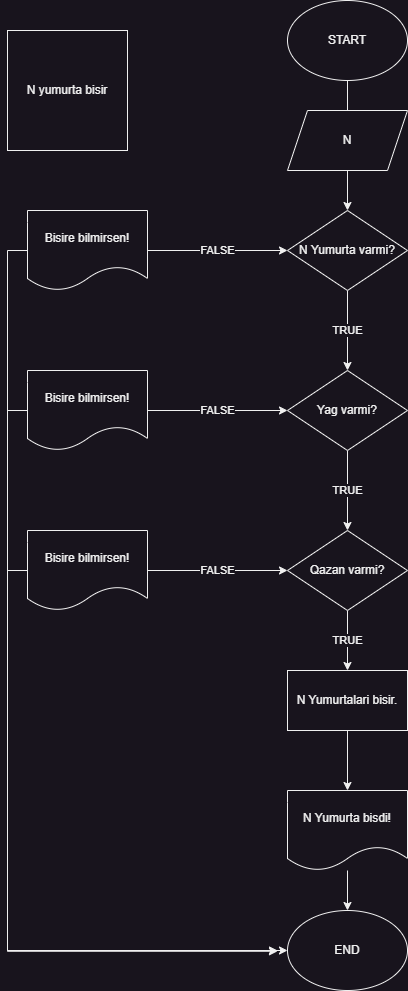 START
N yumurta bisir
N
Bisire bilmirsen!
FALSE
N Yumurta varmi?
TRUE
Bisire bilmirsen!
FALSE
Yag varmi?
TRUE
Bisire bilmirsen!
FALSE
Qazan varmi?
TRUE
N Yumurtalari bisir.
N Yumurta bisdi!
END